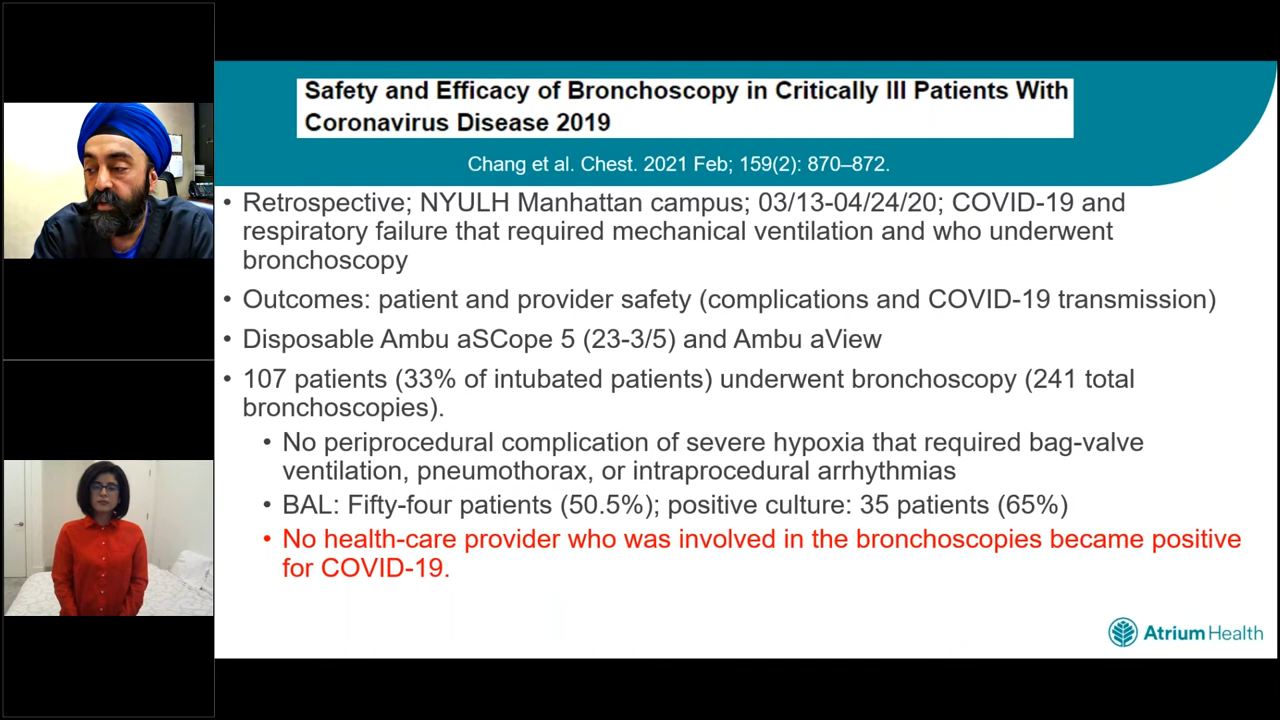 Safety and Efficacy of Bronchoscopy in Critically Ill Patients With
Coronavirus Disease 2019
Chang et al. Chest. 2021 Feb; 159(2): 870–872.
• Retrospective; NYULH Manhattan campus; 03/13-04/24/20; COVID-19 and
respiratory failure that required mechanical ventilation and who underwent
bronchoscopy
• Outcomes: patient and provider safety (complications and COVID-19 transmission)
• Disposable Ambu aSCope 5 (23-3/5) and Ambu aView
• 107 patients (33% of intubated patients) underwent bronchoscopy (241 total
bronchoscopies).
• No periprocedural complication of severe hypoxia that required bag-valve
ventilation, pneumothorax, or intraprocedural arrhythmias
• BAL: Fifty-four patients (50.5%); positive culture: 35 patients (65%)
• No health-care provider who was involved in the bronchoscopies became positive
for COVID-19.
Atrium Health